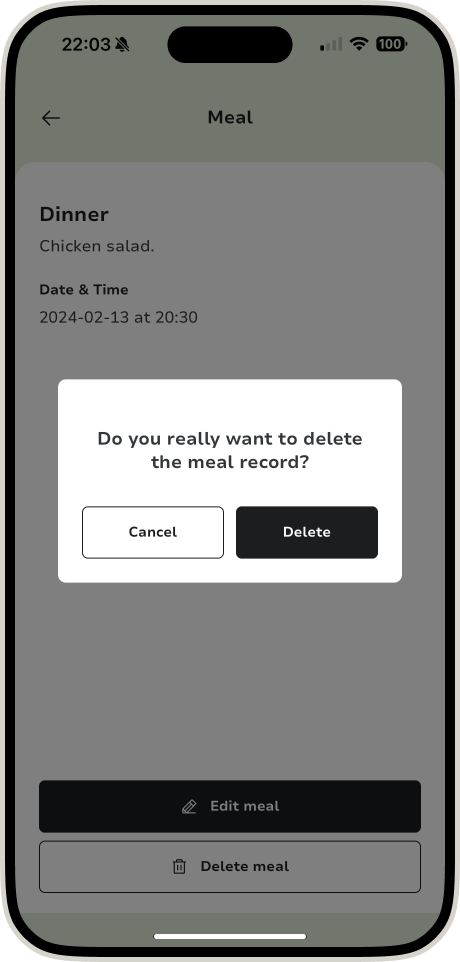 22:03
100
Meal
Dinner
Chicken salad.
Date & Time
2024-02-13 at 20:30
Do you really want to delete
the meal record?
Cancel
Delete
Edit meal
Delete meal